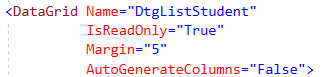 <DataGrid Name="DtgListStudent"
IsReadOnly="True"
Margin="5"
AutoGenerateColumns="False">